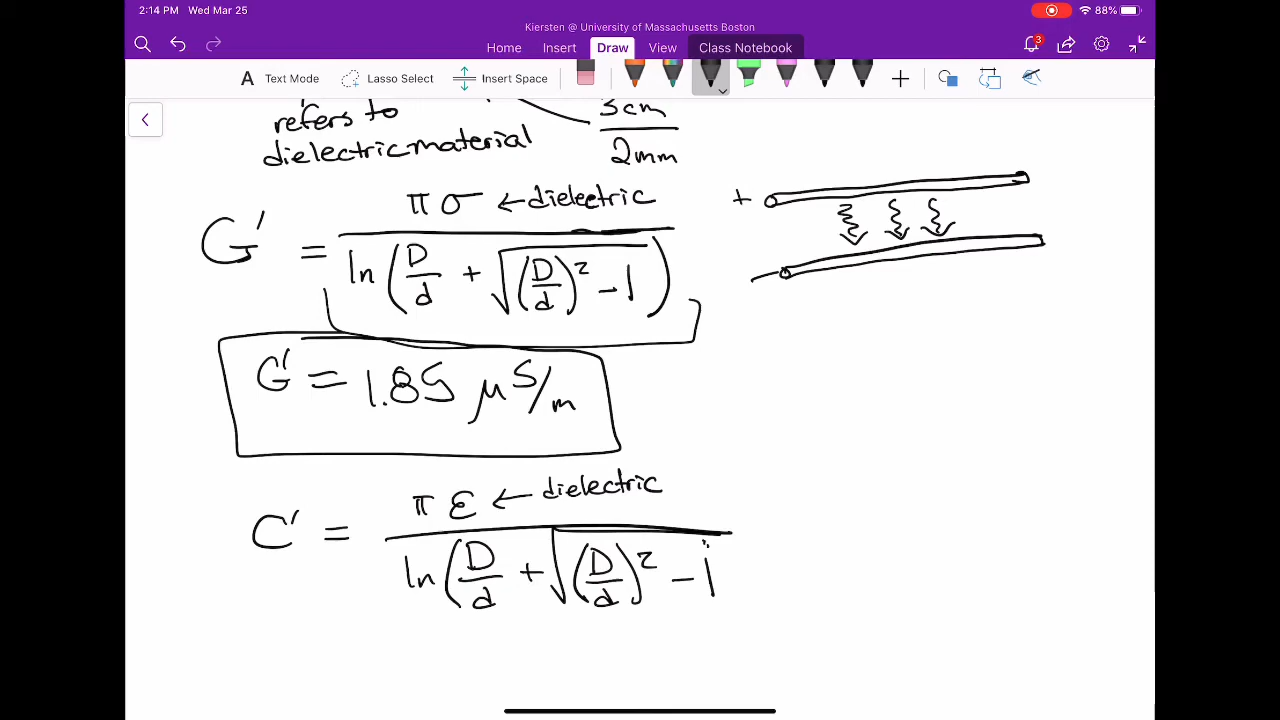 2:14 PM Wed Mar 25
88%
Kiersten @ University of Massachusetts Boston
Home Insert Draw View Class Notebook
3
Text Mode Lasso Select Insert Space
refers to
dielectric material
3cm
2mm
G' = πσ ← dielectric
ln(D/d + √((D/d)² - 1))
+
-
G' = 1.85 μS/m
C' = πε ← dielectric
ln(D/d + √((D/d)² - 1